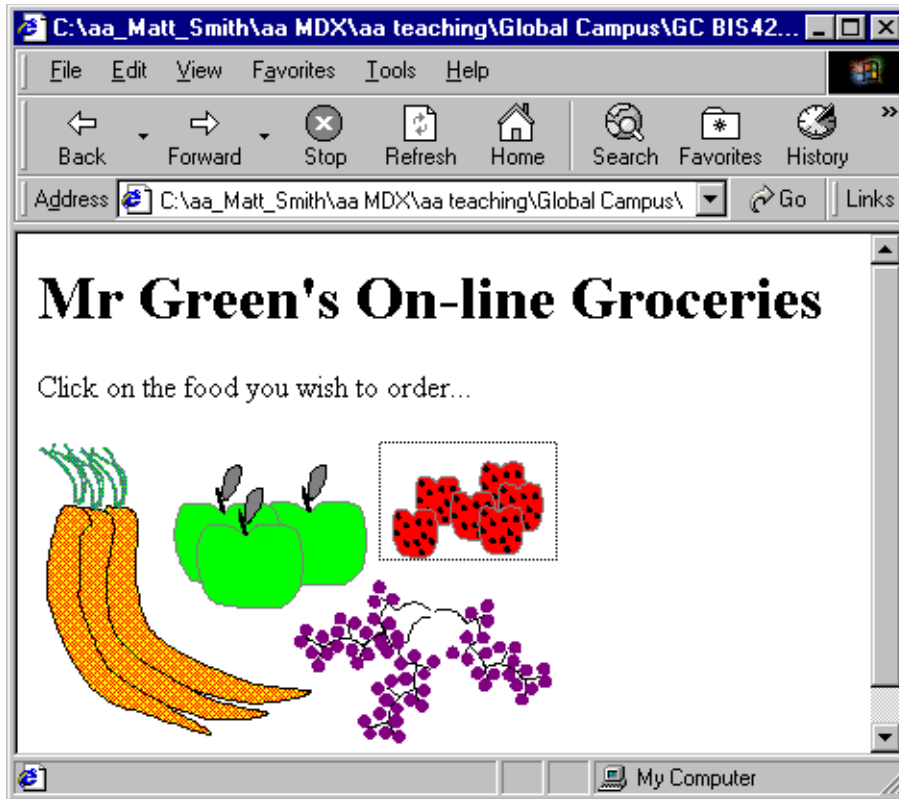 C:\aa_Matt_Smith\aa MDX\aa teaching\Global Campus\GC BIS42...
File Edit View Favorites Tools Help
Back Forward Stop Refresh Home Search Favorites History »
Address C:\aa_Matt_Smith\aa MDX\aa teaching\Global Campus\ Go Links
Mr Green's On-line Groceries
Click on the food you wish to order...
My Computer